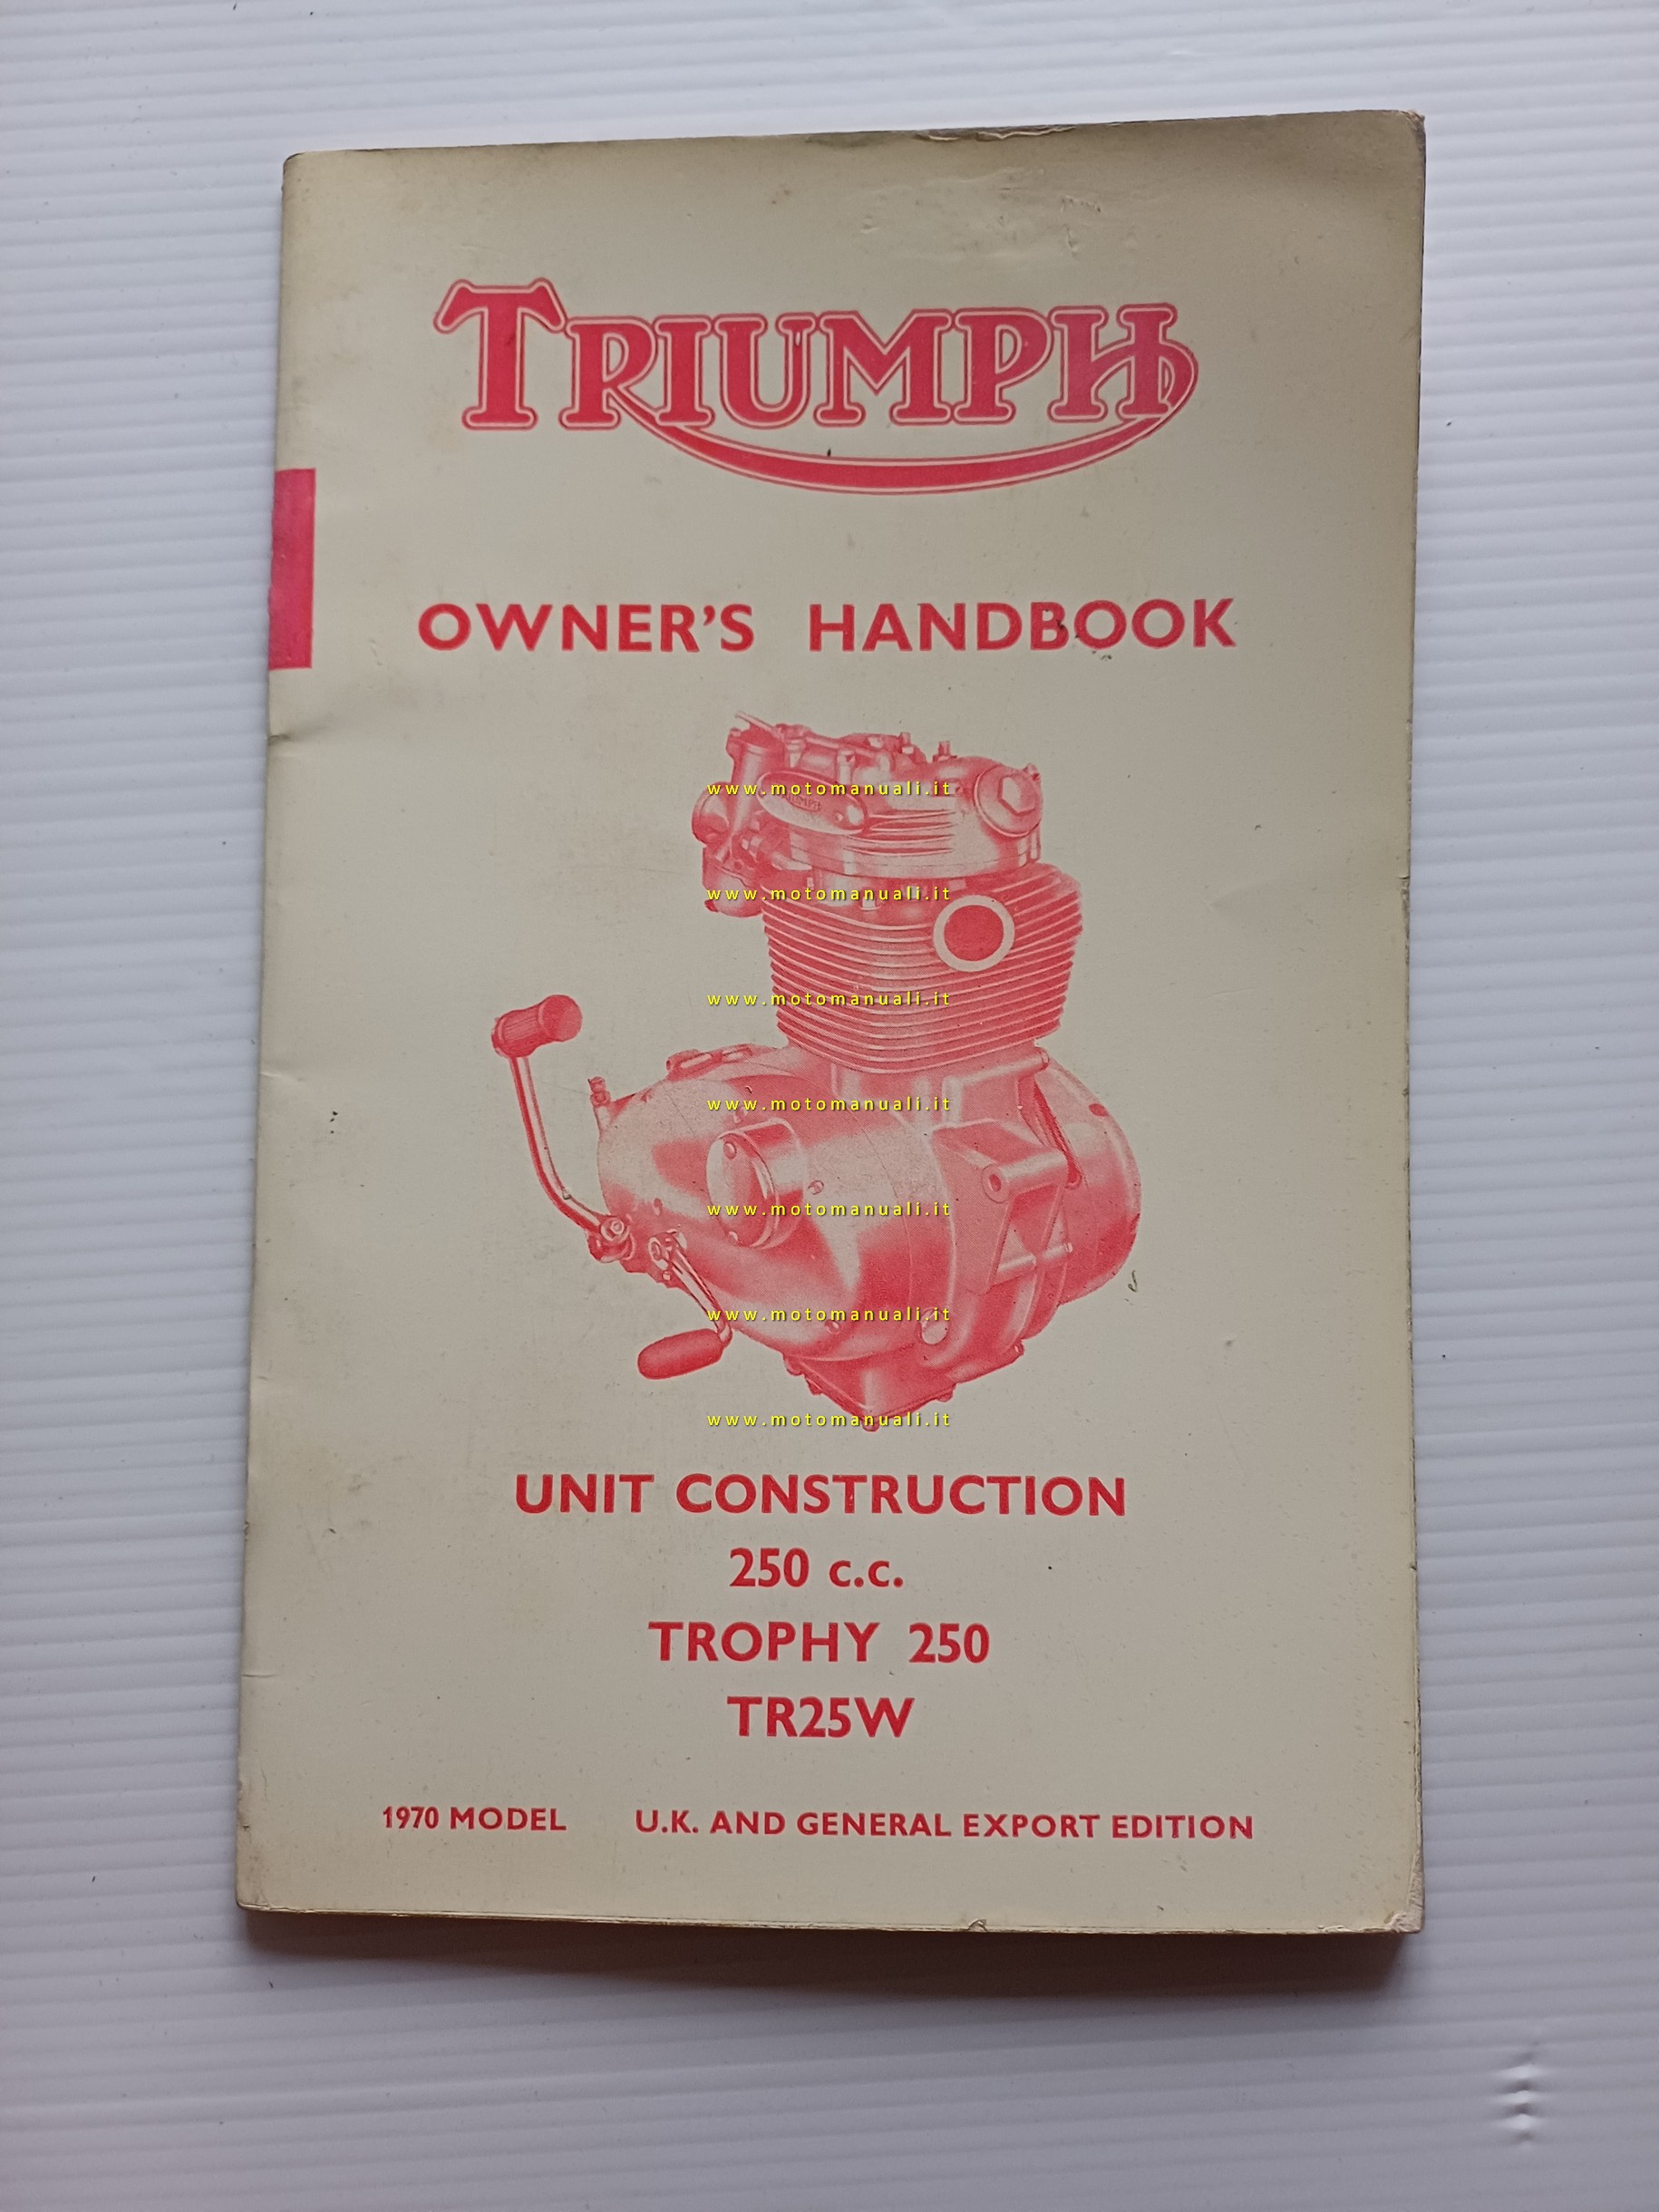 TRIUMPH
OWNER'S HANDBOOK
www.motomanuali.it
TRIUMPH
www.motomanuali.it
www.motomanuali.it
www.motomanuali.it
www.motomanuali.it
www.motomanuali.it
www.motomanuali.it
UNIT CONSTRUCTION
250 c.c.
TROPHY 250
TR25W
1970 MODEL U.K. AND GENERAL EXPORT EDITION